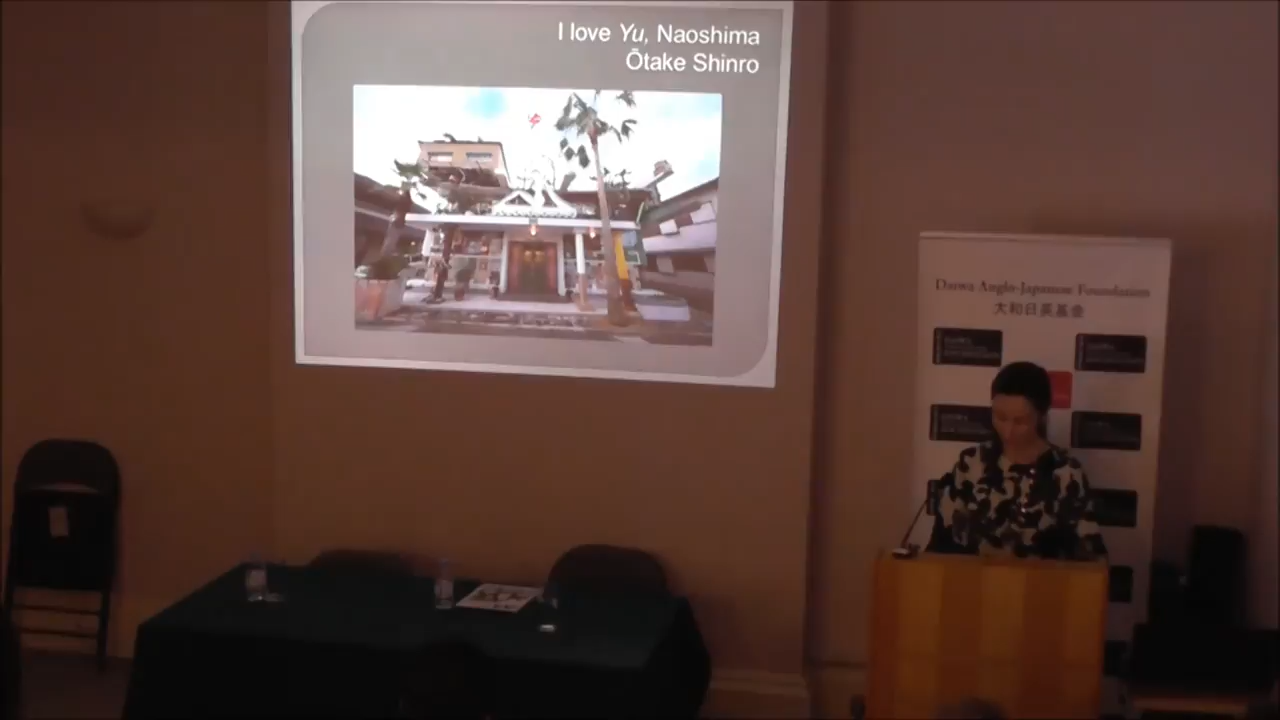 I love Yu, Naoshima
Ōtake Shinro
Daiwa Anglo-Japanese Foundation
大和日英基金